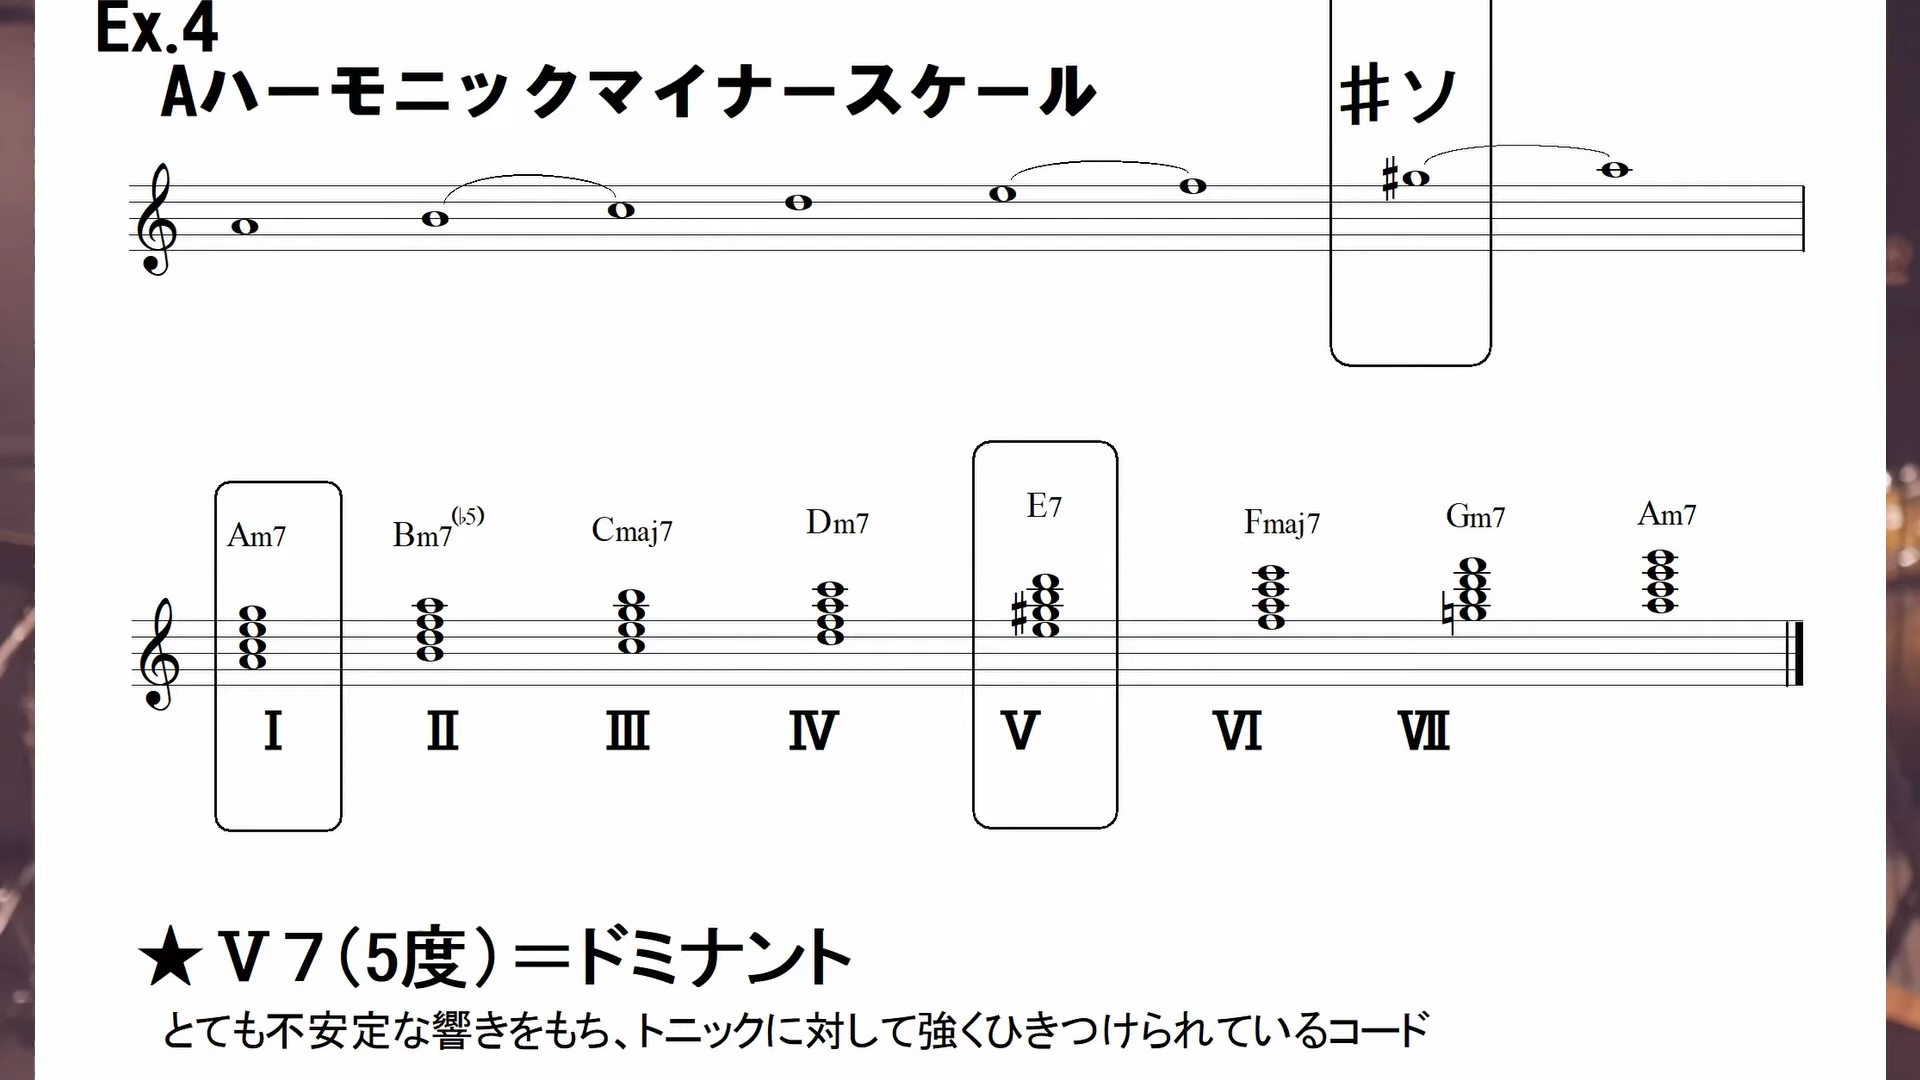 Ex.4
Aハーモニックマイナースケール
♯ソ
Am7 Bm7(♭5) Cmaj7 Dm7 E7 Fmaj7 Gm7 Am7
Ⅰ Ⅱ Ⅲ Ⅳ Ⅴ Ⅵ Ⅶ
★Ⅴ7(5度)=ドミナント
とても不安定な響きをもち、トニックに対して強くひきつけられているコード